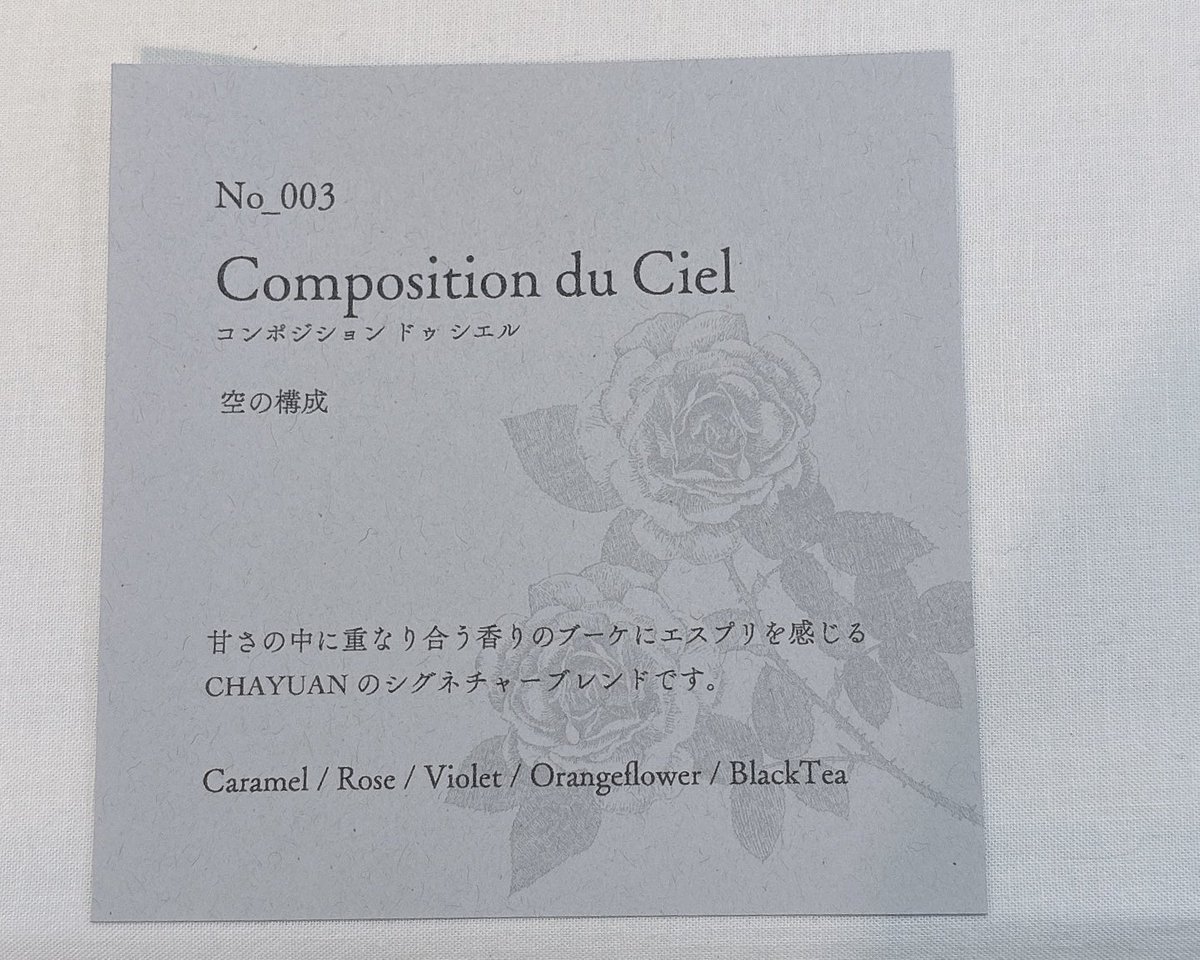 No_003
Composition du Ciel
コンポジション ドゥ シエル
空の構成
甘さの中に重なり合う香りのブーケにエスプリを感じる
CHAYUAN のシグネチャーブレンドです。
Caramel / Rose / Violet / Orangeflower / BlackTea